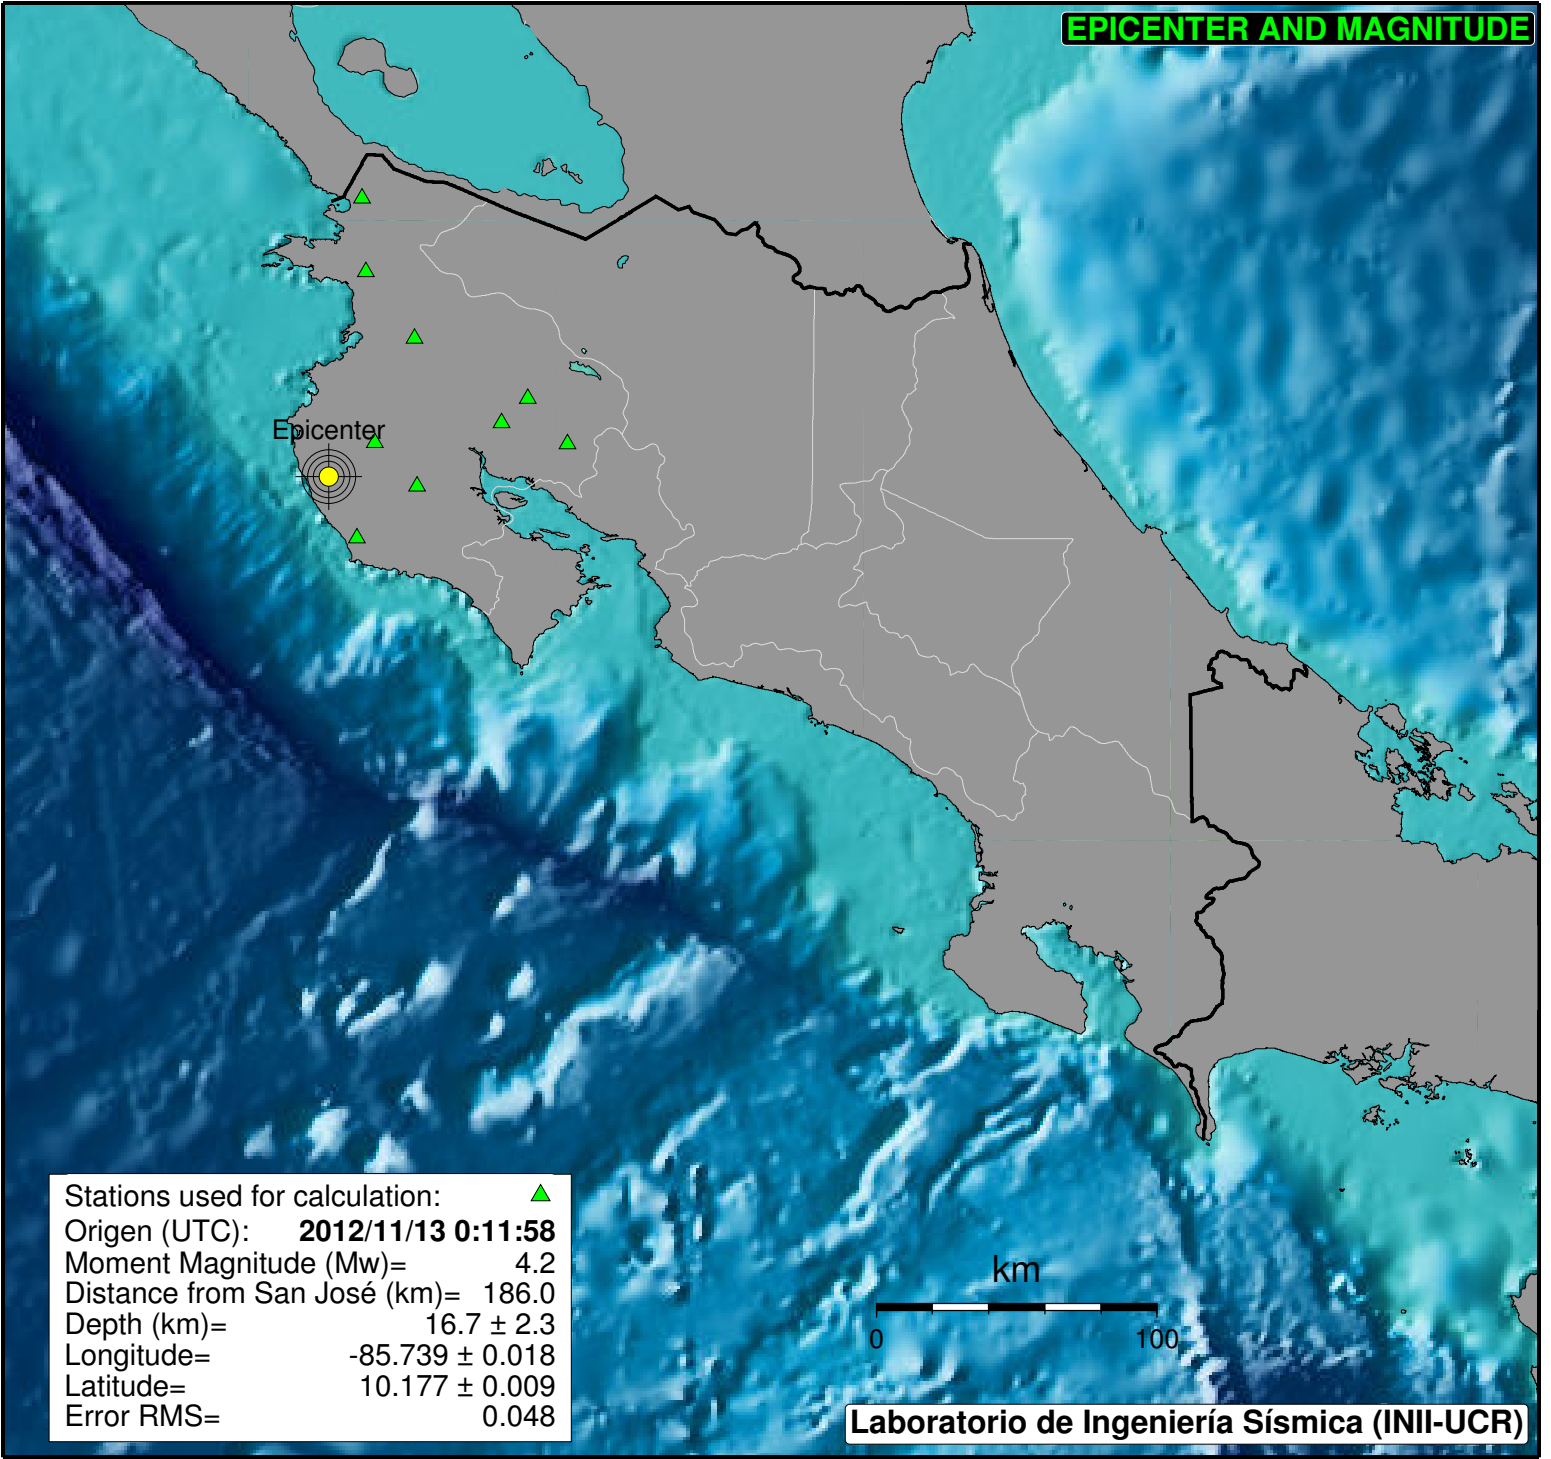 EPICENTER AND MAGNITUDE
Epicenter
Stations used for calculation:
Origen (UTC): 2012/11/13 0:11:58
Moment Magnitude (Mw)= 4.2
Distance from San José (km)= 186.0
Depth (km)= 16.7 ± 2.3
Longitude= -85.739 ± 0.018
Latitude= 10.177 ± 0.009
Error RMS= 0.048
km
0 100
Laboratorio de Ingeniería Sísmica (INII-UCR)